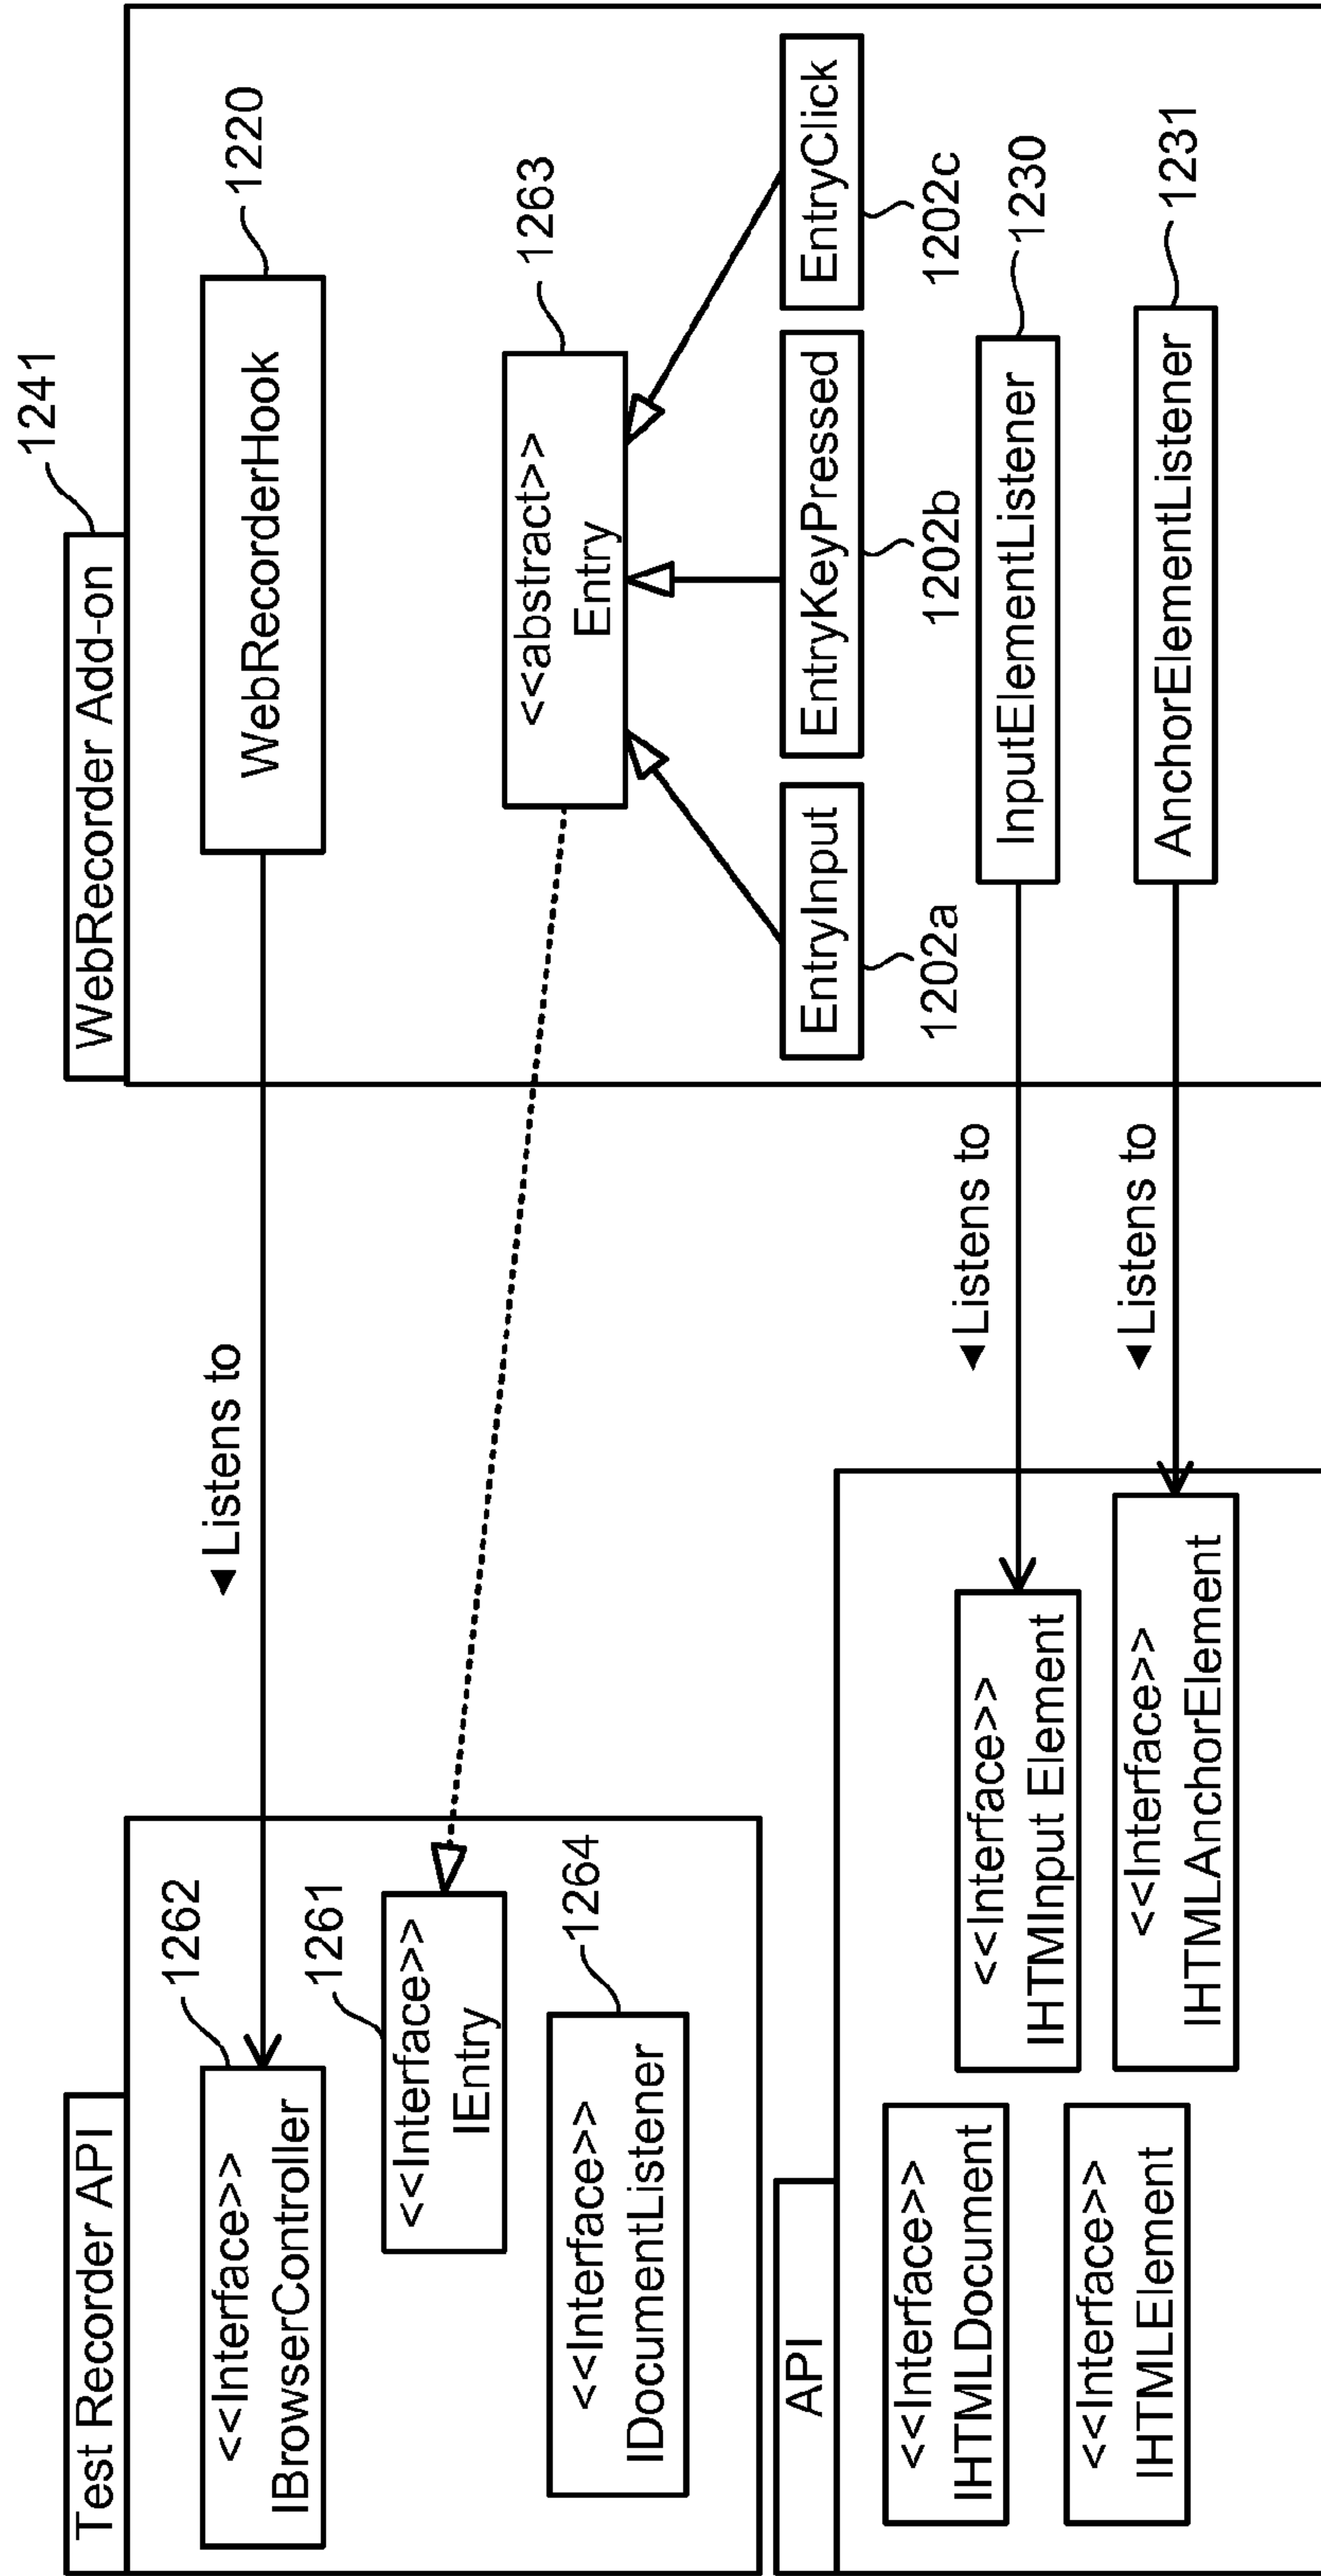 Test Recorder API
<<Interface>>
IBrowserController
1262
<<Interface>>
IEntry
1261
<<Interface>>
IDocumentListener
1264
◄ Listens to
WebRecorder Add-on
1241
WebRecorderHook
1220
<<abstract>>
Entry
1263
EntryInput
EntryKeyPressed
EntryClick
1202a
1202b
1202c
InputElementListener
1230
AnchorElementListener
1231
◄ Listens to
◄ Listens to
API
<<Interface>>
IHTMLDocument
<<Interface>>
IHTMLElement
<<Interface>>
IHTMlInput Element
<<Interface>>
IHTMLAnchorElement